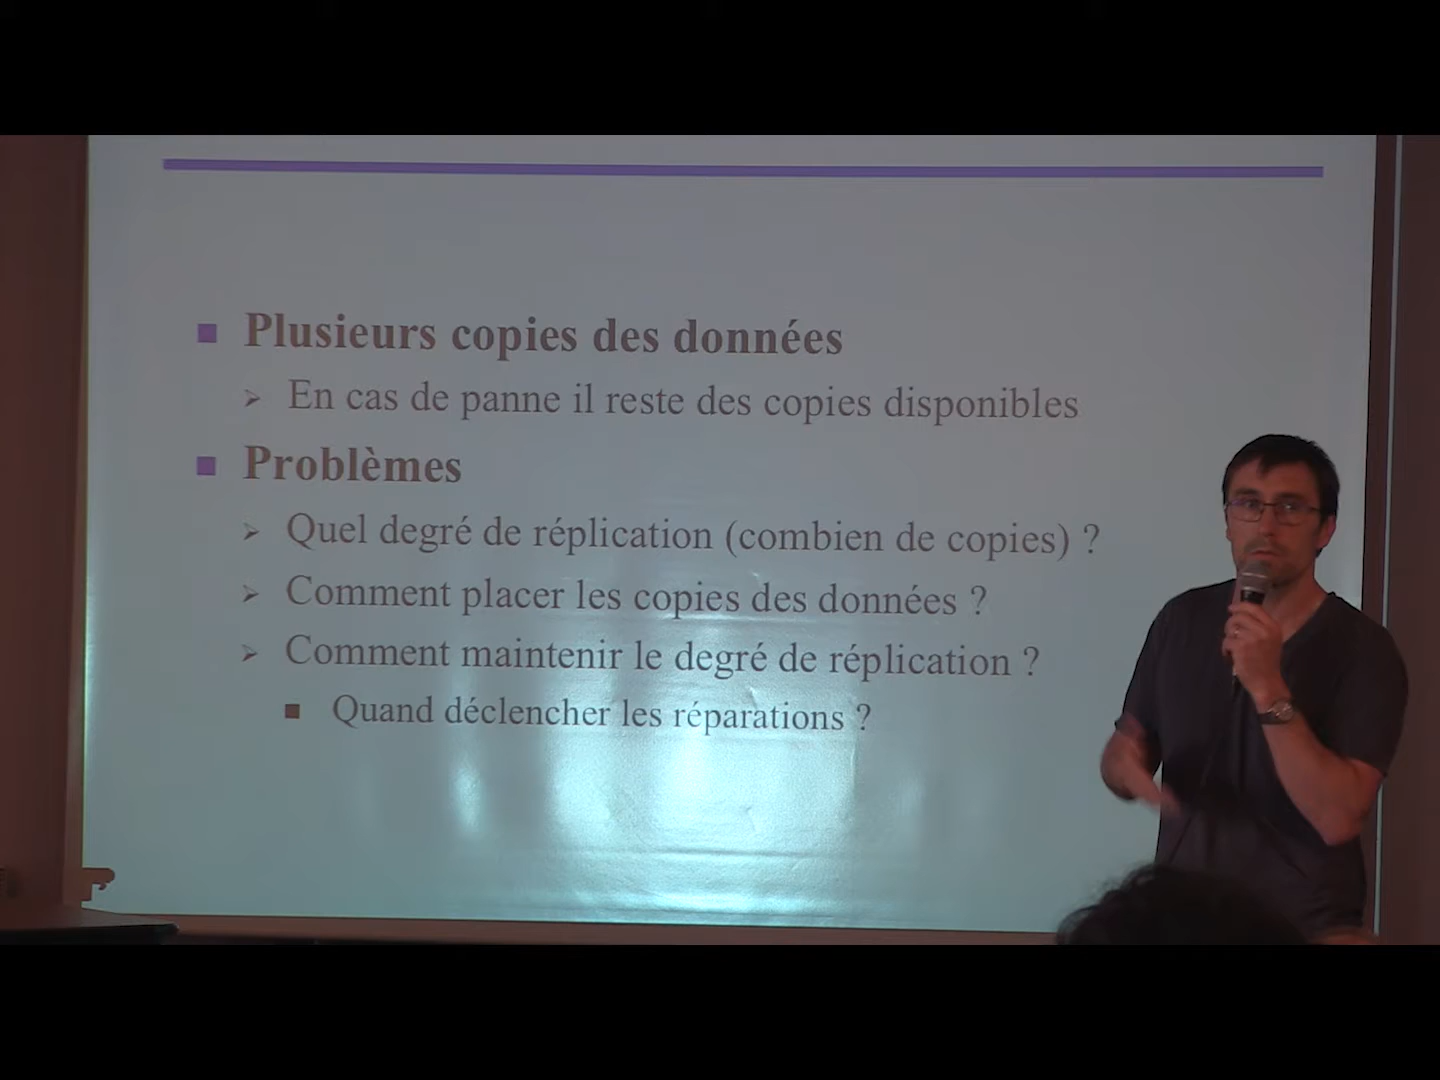 Plusieurs copies des données
En cas de panne il reste des copies disponibles
Problèmes
Quel degré de réplication (combien de copies) ?
Comment placer les copies des données ?
Comment maintenir le degré de réplication ?
Quand déclencher les réparations ?